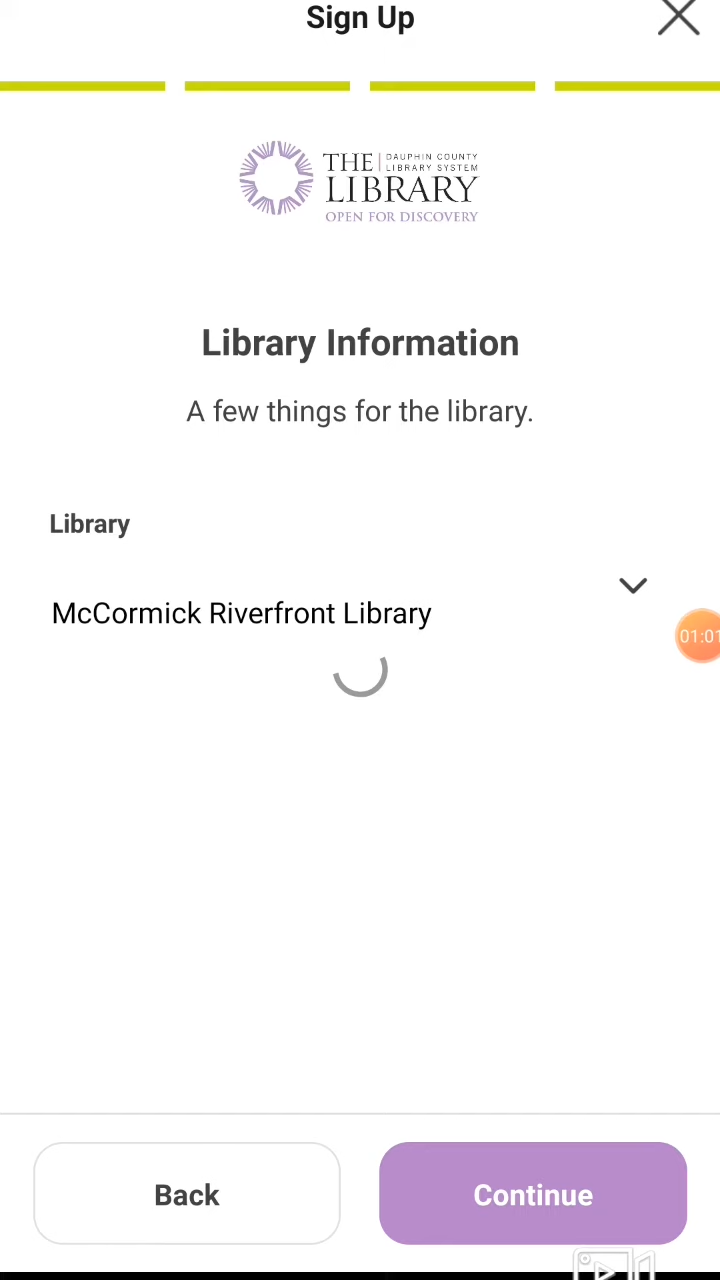 Sign Up
THE
DAUPHIN COUNTY
LIBRARY SYSTEM
LIBRARY
OPEN FOR DISCOVERY
Library Information
A few things for the library.
Library
McCormick Riverfront Library
01:01
Back
Continue